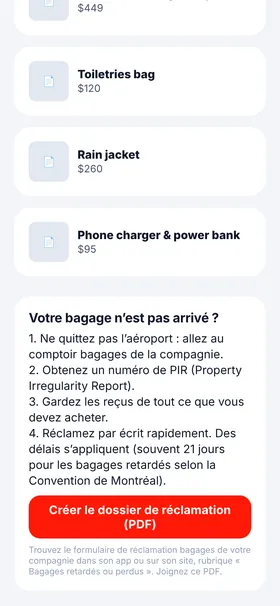 $449
Toiletries bag
$120
Rain jacket
$260
Phone charger & power bank
$95
Votre bagage n’est pas arrivé ?
1. Ne quittez pas l’aéroport : allez au
comptoir bagages de la compagnie.
2. Obtenez un numéro de PIR (Property
Irregularity Report).
3. Gardez les reçus de tout ce que vous
devez acheter.
4. Réclamez par écrit rapidement. Des
délais s’appliquent (souvent 21 jours
pour les bagages retardés selon la
Convention de Montréal).
Créer le dossier de réclamation
(PDF)
Trouvez le formulaire de réclamation bagages de votre
compagnie dans son app ou sur son site, rubrique «
Bagages retardés ou perdus ». Joignez ce PDF.